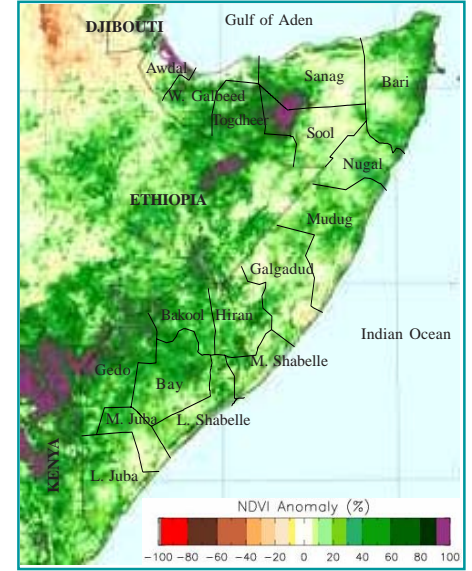 Gulf of Aden
DJIBOUTI
Awdal
Sanag
Bari
W. Galbeed
Togdheer
Sool
Nugal
ETHIOPIA
Mudug
Galgadud
Bakool
Hiran
Indian Ocean
Gedo
M. Shabelle
Bay
M. Juba
L. Shabelle
KENYA
L. Juba
NDVI Anomaly (%)
-100 -80 -60 -40 -20 0 20 40 60 80 100